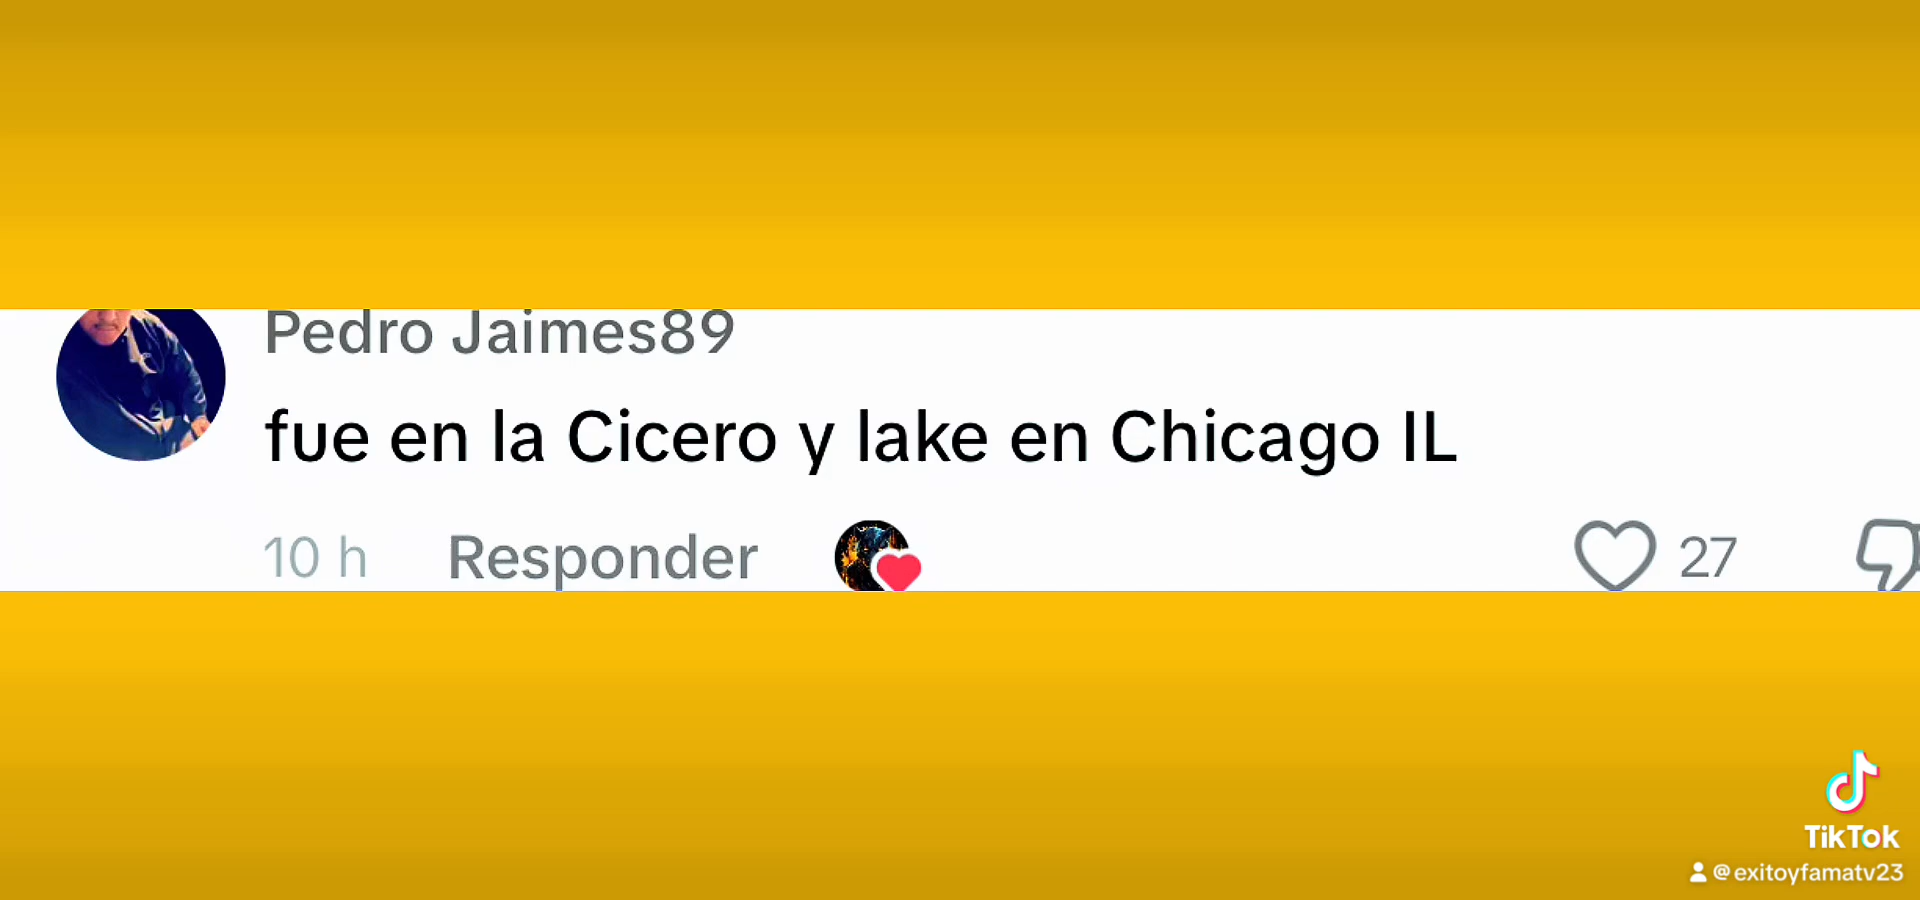 Pedro Jaimes89
fue en la Cicero y lake en Chicago IL
10 h Responder 27
TikTok
@exitoyfamatv23